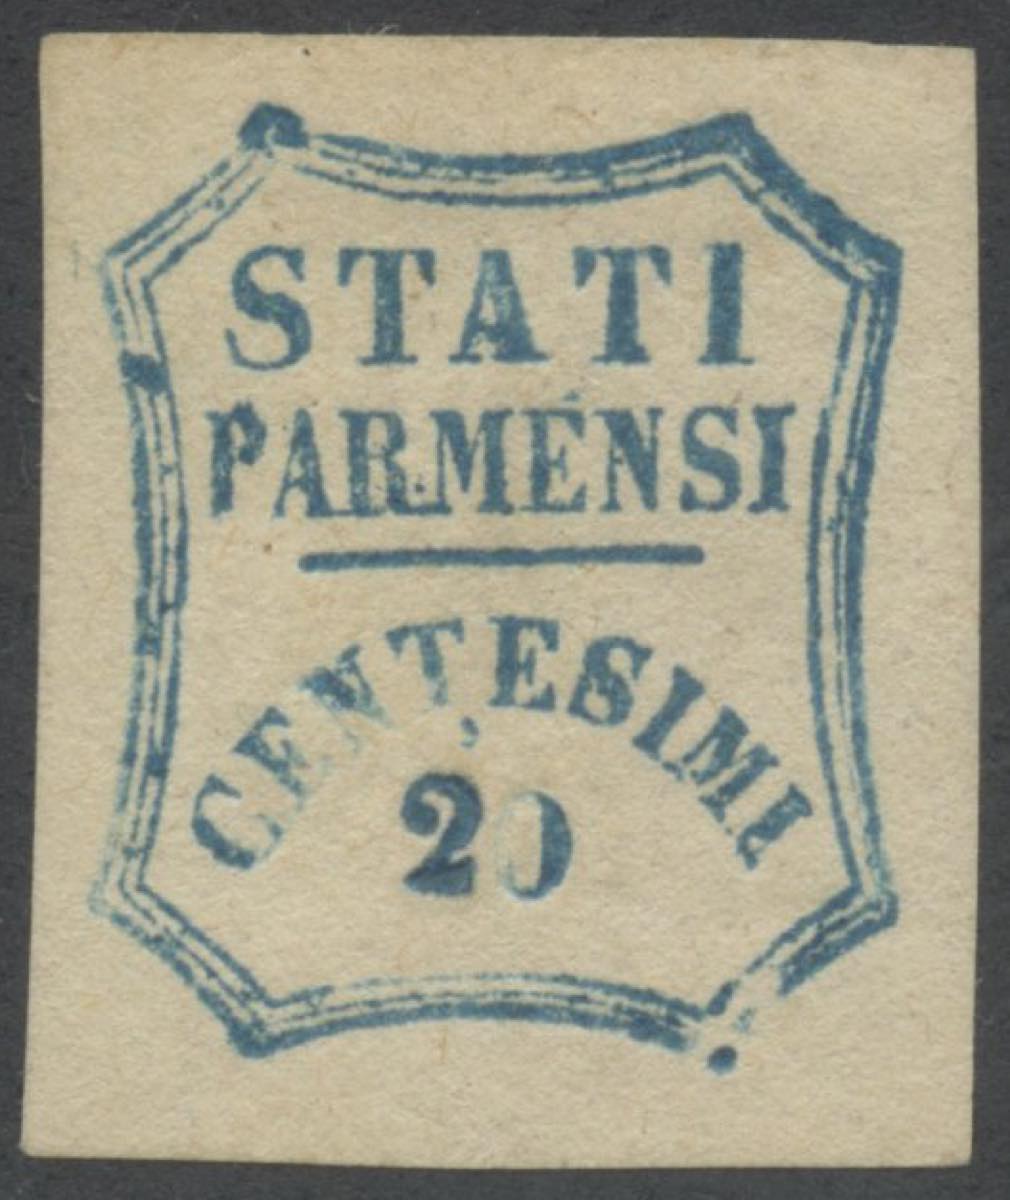 STATI
PARMENSI
CENTESIMI
20